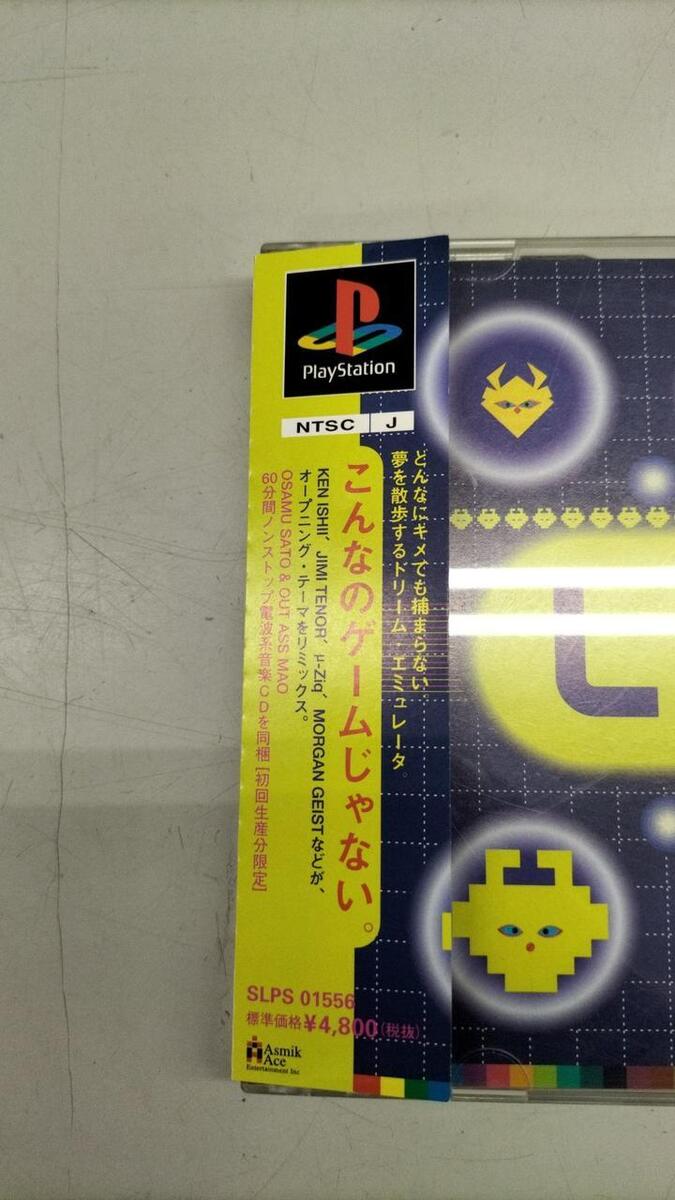 PlayStation
NTSC J
どんなにキメても捕まらない、
夢を散歩するドリーム・エミュレータ。
こんなのゲームじゃない。
KEN ISHII、JIMI TENOR、μ-Ziq、MORGAN GEISTなどが、
オープニング・テーマをリミックス。
OSAMU SATO & OUT ASS MAO
60分間ノンストップ電波系音楽CDを同梱[初回生産分限定]
SLPS 01556
標準価格¥4,800(税抜)
Asmik
Ace
Entertainment Inc
L